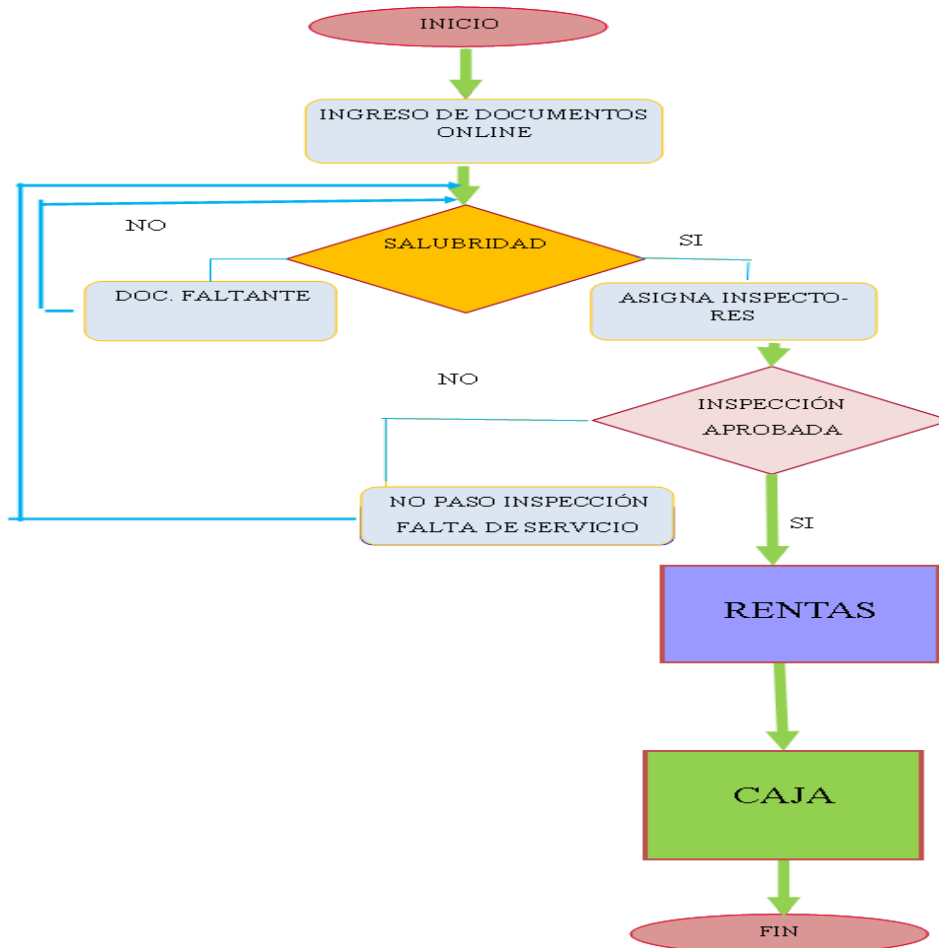 INICIO
INGRESO DE DOCUMENTOS
ONLINE
NO
SALUBRIDAD
SI
DOC. FALTANTE
ASIGNA INSPECTO-
RES
NO
INSPECCIÓN
APROBADA
NO PASO INSPECCIÓN
FALTA DE SERVICIO
SI
RENTAS
CAJA
FIN